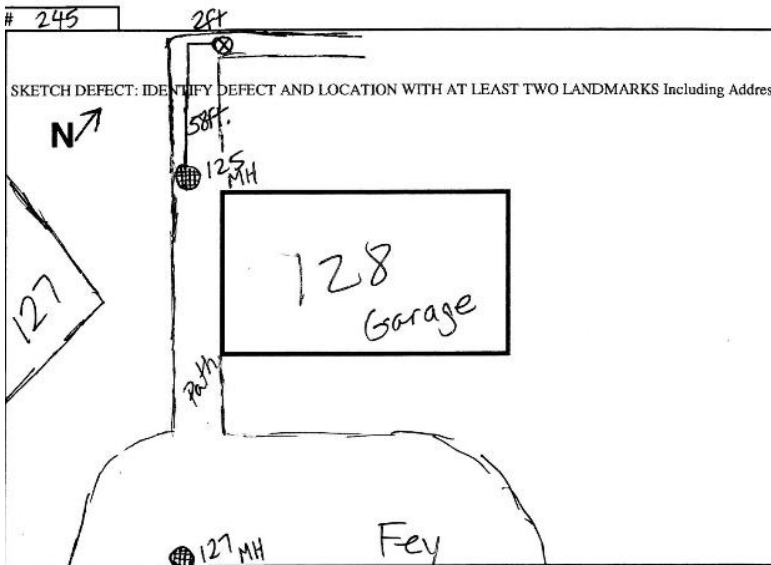 # 245
2ft
SKETCH DEFECT: IDENTIFY DEFECT AND LOCATION WITH AT LEAST TWO LANDMARKS Including Addres
N
58ft.
125 MH
128
Garage
127
Path
127 MH
Fey